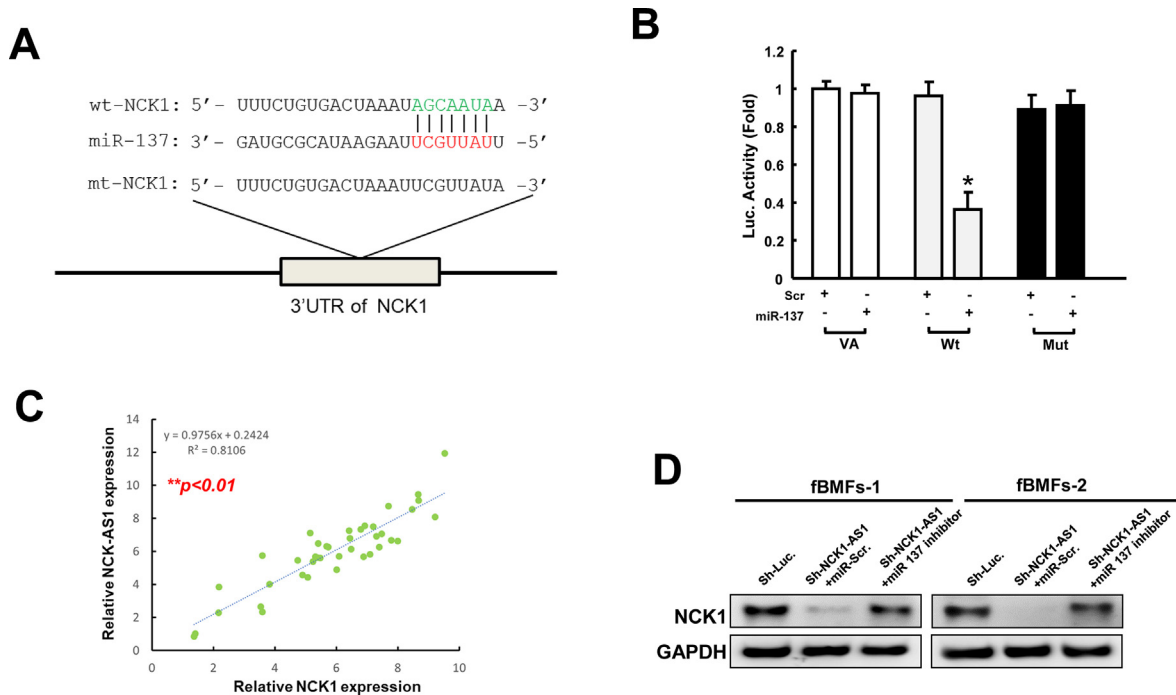 A
wt-NCK1: 5’- UUUCUGUGACUAAAUAGCAAUAA -3’
miR-137: 3’- GAUGCGCAUAAGAAUUCGUUAUU -5’
mt-NCK1: 5’- UUUCUGUGACUAAAUUCGUUAUA -3’
3’UTR of NCK1
B
Luc. Activity (Fold)
1.2
1
0.8
0.6
0.4
0.2
0
*
Scr + - + - + -
miR-137 - + - + - +
VA Wt Mut
C
Relative NCK-AS1 expression
14
12
10
8
6
4
2
0
y = 0.9756x + 0.2424
R² = 0.8106
**p<0.01
0 2 4 6 8 10
Relative NCK1 expression
D
fBMFs-1 fBMFs-2
Sh-Luc.
Sh-NCK1-AS1
+miR-Scr.
Sh-NCK1-AS1
+miR 137 inhibitor
Sh-Luc.
Sh-NCK1-AS1
+miR-Scr.
Sh-NCK1-AS1
+miR 137 inhibitor
NCK1
GAPDH